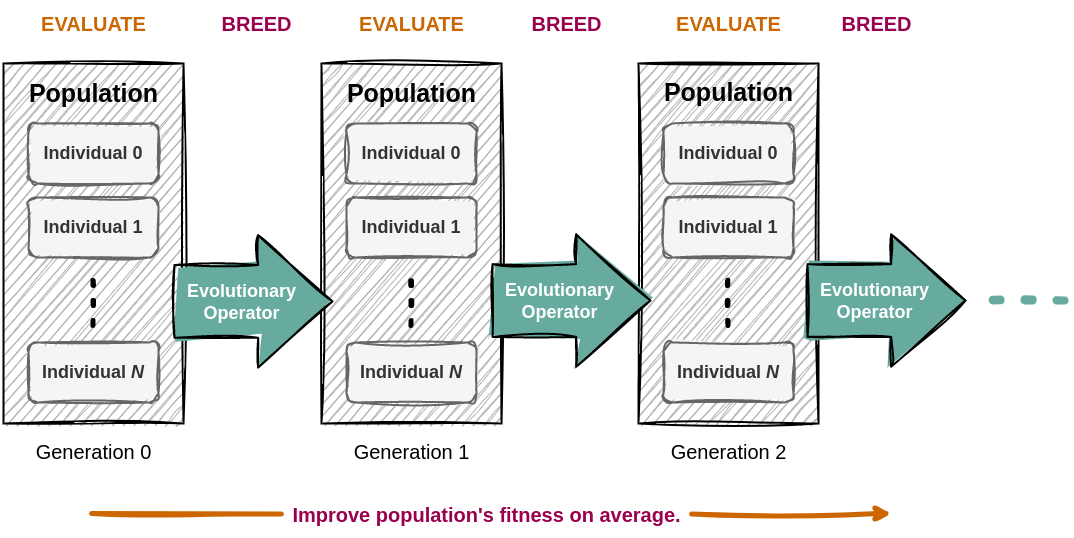 EVALUATE BREED EVALUATE BREED EVALUATE BREED
Population Population Population
Individual 0 Individual 0 Individual 0
Individual 1 Individual 1 Individual 1
Evolutionary Evolutionary Evolutionary
Operator Operator Operator
Individual N Individual N Individual N
Generation 0 Generation 1 Generation 2
Improve population's fitness on average.